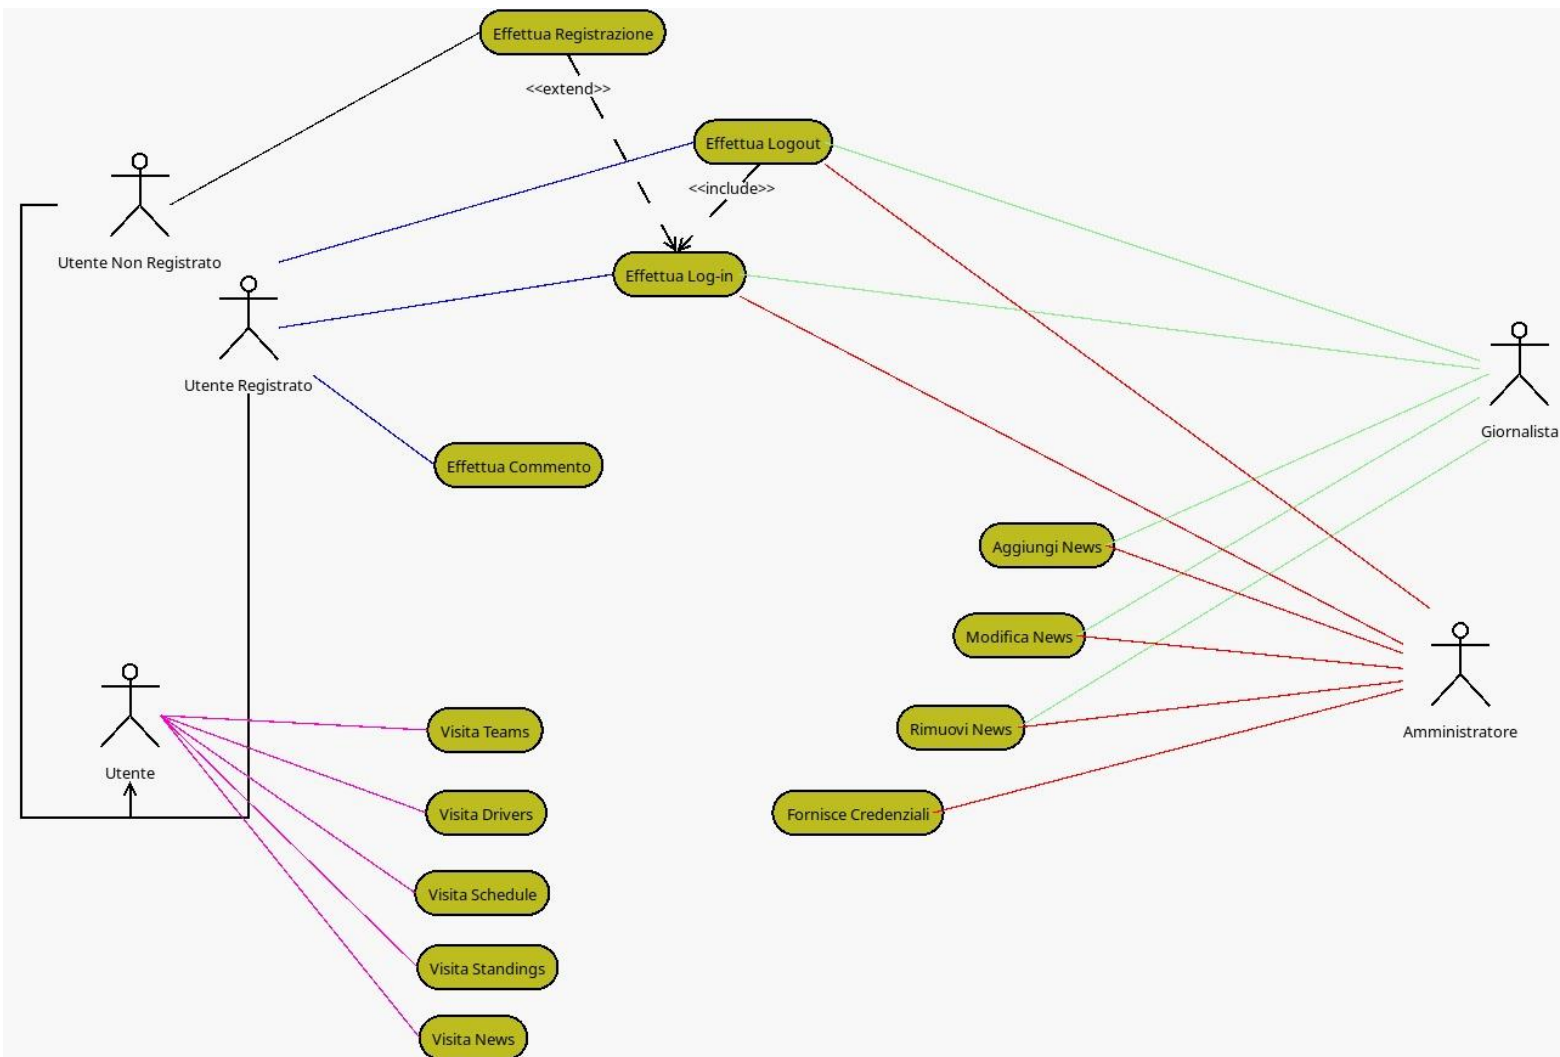 Effettua Registrazione
<<extend>>
Effettua Logout
<<include>>
Utente Non Registrato
Effettua Log-in
Utente Registrato
Giornalista
Effettua Commento
Aggiungi News
Modifica News
Visita Teams
Rimuovi News
Amministratore
Utente
Visita Drivers
Fornisce Credenziali
Visita Schedule
Visita Standings
Visita News